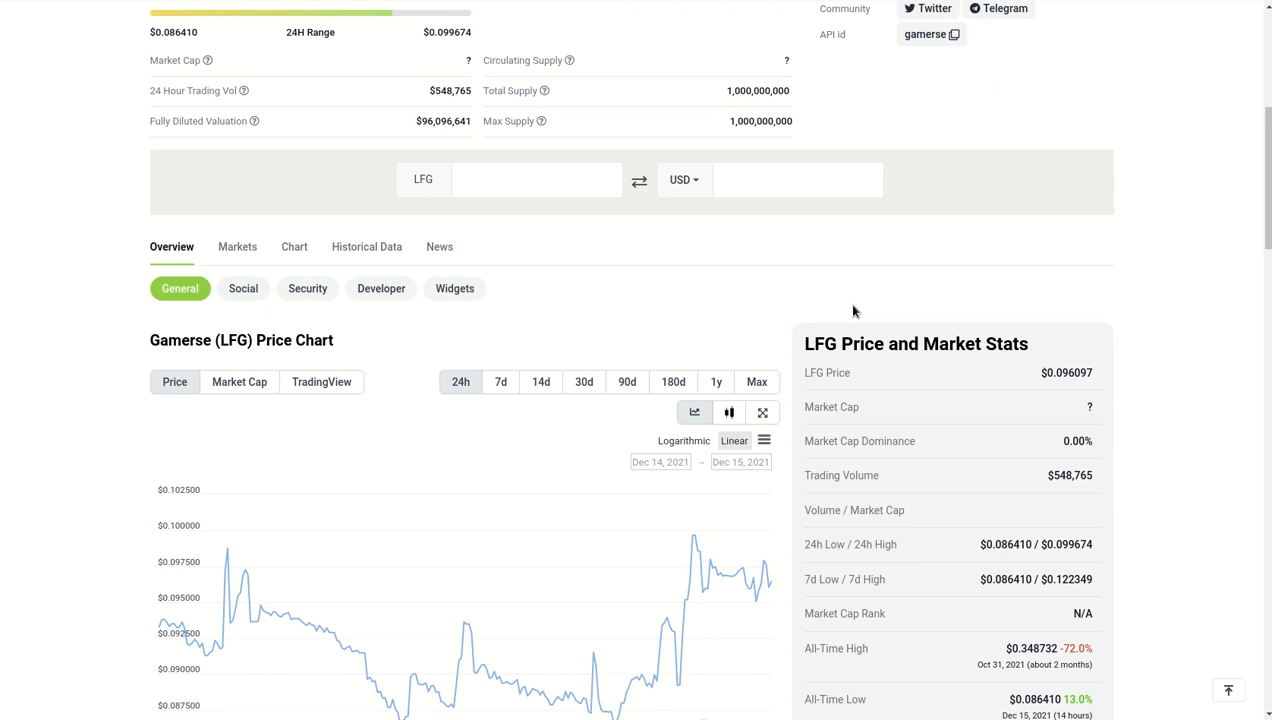 Community Twitter Telegram
$0.086410 24H Range $0.099674
API id gamerse
Market Cap ?
Circulating Supply ?
24 Hour Trading Vol $548,765
Total Supply 1,000,000,000
Fully Diluted Valuation $96,096,641
Max Supply 1,000,000,000
LFG USD
Overview Markets Chart Historical Data News
General Social Security Developer Widgets
Gamerse (LFG) Price Chart
Price Market Cap TradingView
24h 7d 14d 30d 90d 180d 1y Max
Logarithmic Linear
Dec 14, 2021 → Dec 15, 2021
$0.102500
$0.100000
$0.097500
$0.095000
$0.092500
$0.090000
$0.087500
LFG Price and Market Stats
LFG Price $0.096097
Market Cap ?
Market Cap Dominance 0.00%
Trading Volume $548,765
Volume / Market Cap
24h Low / 24h High $0.086410 / $0.099674
7d Low / 7d High $0.086410 / $0.122349
Market Cap Rank N/A
All-Time High $0.348732 -72.0%
Oct 31, 2021 (about 2 months)
All-Time Low $0.086410 13.0%
Dec 15, 2021 (14 hours)